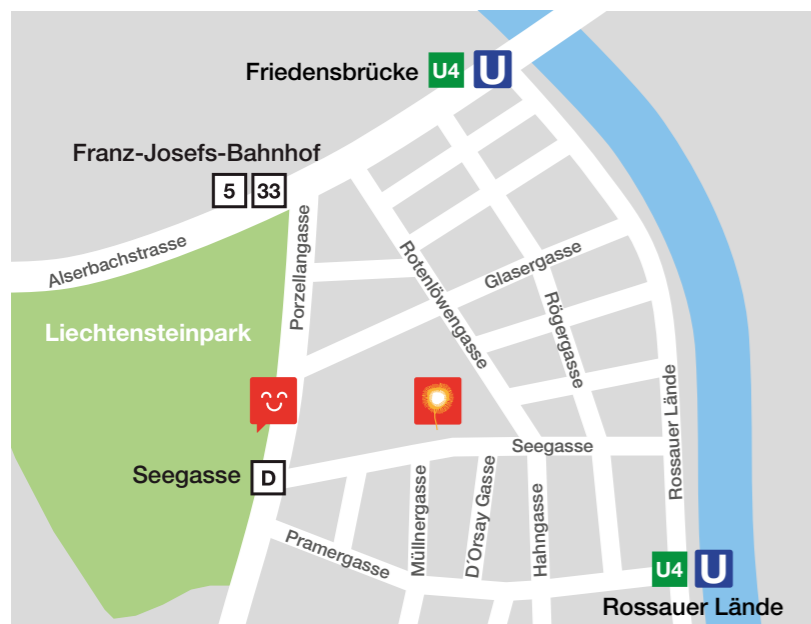 Friedensbrücke U4 U
Franz-Josefs-Bahnhof
5 33
Alserbachstrasse
Porzellangasse
Rotenlöwengasse
Glasergasse
Rögergasse
Liechtensteinpark
Rossauer Lände
Seegasse
Seegasse D
Müllnergasse
D´Orsay Gasse
Hahngasse
Pramergasse
U4 U
Rossauer Lände